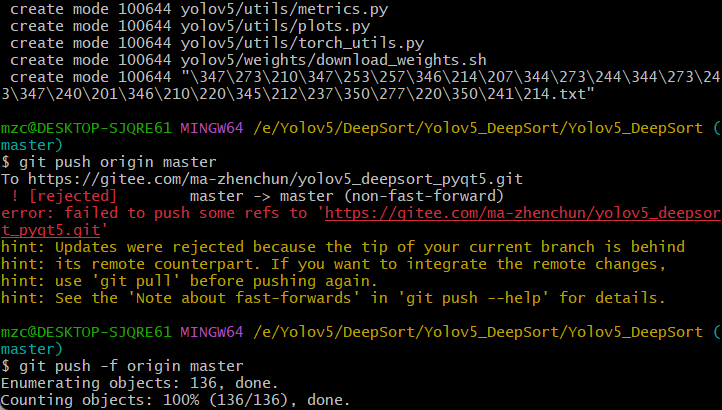 create mode 100644 yolov5/utils/metrics.py
create mode 100644 yolov5/utils/plots.py
create mode 100644 yolov5/utils/torch_utils.py
create mode 100644 yolov5/weights/download_weights.sh
create mode 100644 "\347\273\210\347\253\257\346\214\207\344\273\244\344\273\24
3\347\240\201\346\210\220\345\212\237\350\277\220\350\241\214.txt"
mzc@DESKTOP-SJQRE61 MINGW64 /e/Yolov5/DeepSort/Yolov5_DeepSort/Yolov5_DeepSort (
master)
$ git push origin master
To https://gitee.com/ma-zhenchun/yolov5_deepsort_pyqt5.git
! [rejected] master -> master (non-fast-forward)
error: failed to push some refs to 'https://gitee.com/ma-zhenchun/yolov5_deepsor
t_pyqt5.git'
hint: Updates were rejected because the tip of your current branch is behind
hint: its remote counterpart. If you want to integrate the remote changes,
hint: use 'git pull' before pushing again.
hint: See the 'Note about fast-forwards' in 'git push --help' for details.
mzc@DESKTOP-SJQRE61 MINGW64 /e/Yolov5/DeepSort/Yolov5_DeepSort/Yolov5_DeepSort (
master)
$ git push -f origin master
Enumerating objects: 136, done.
Counting objects: 100% (136/136), done.